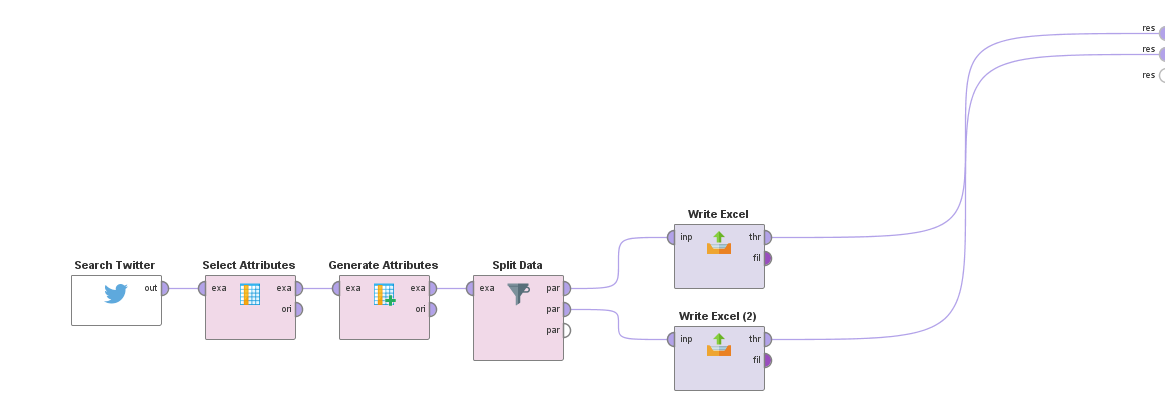 res
res
res
Write Excel
inp thr
fil
Search Twitter
out
Select Attributes
exa exa
ori
Generate Attributes
exa exa
ori
Split Data
exa par
par
par
Write Excel (2)
inp thr
fil